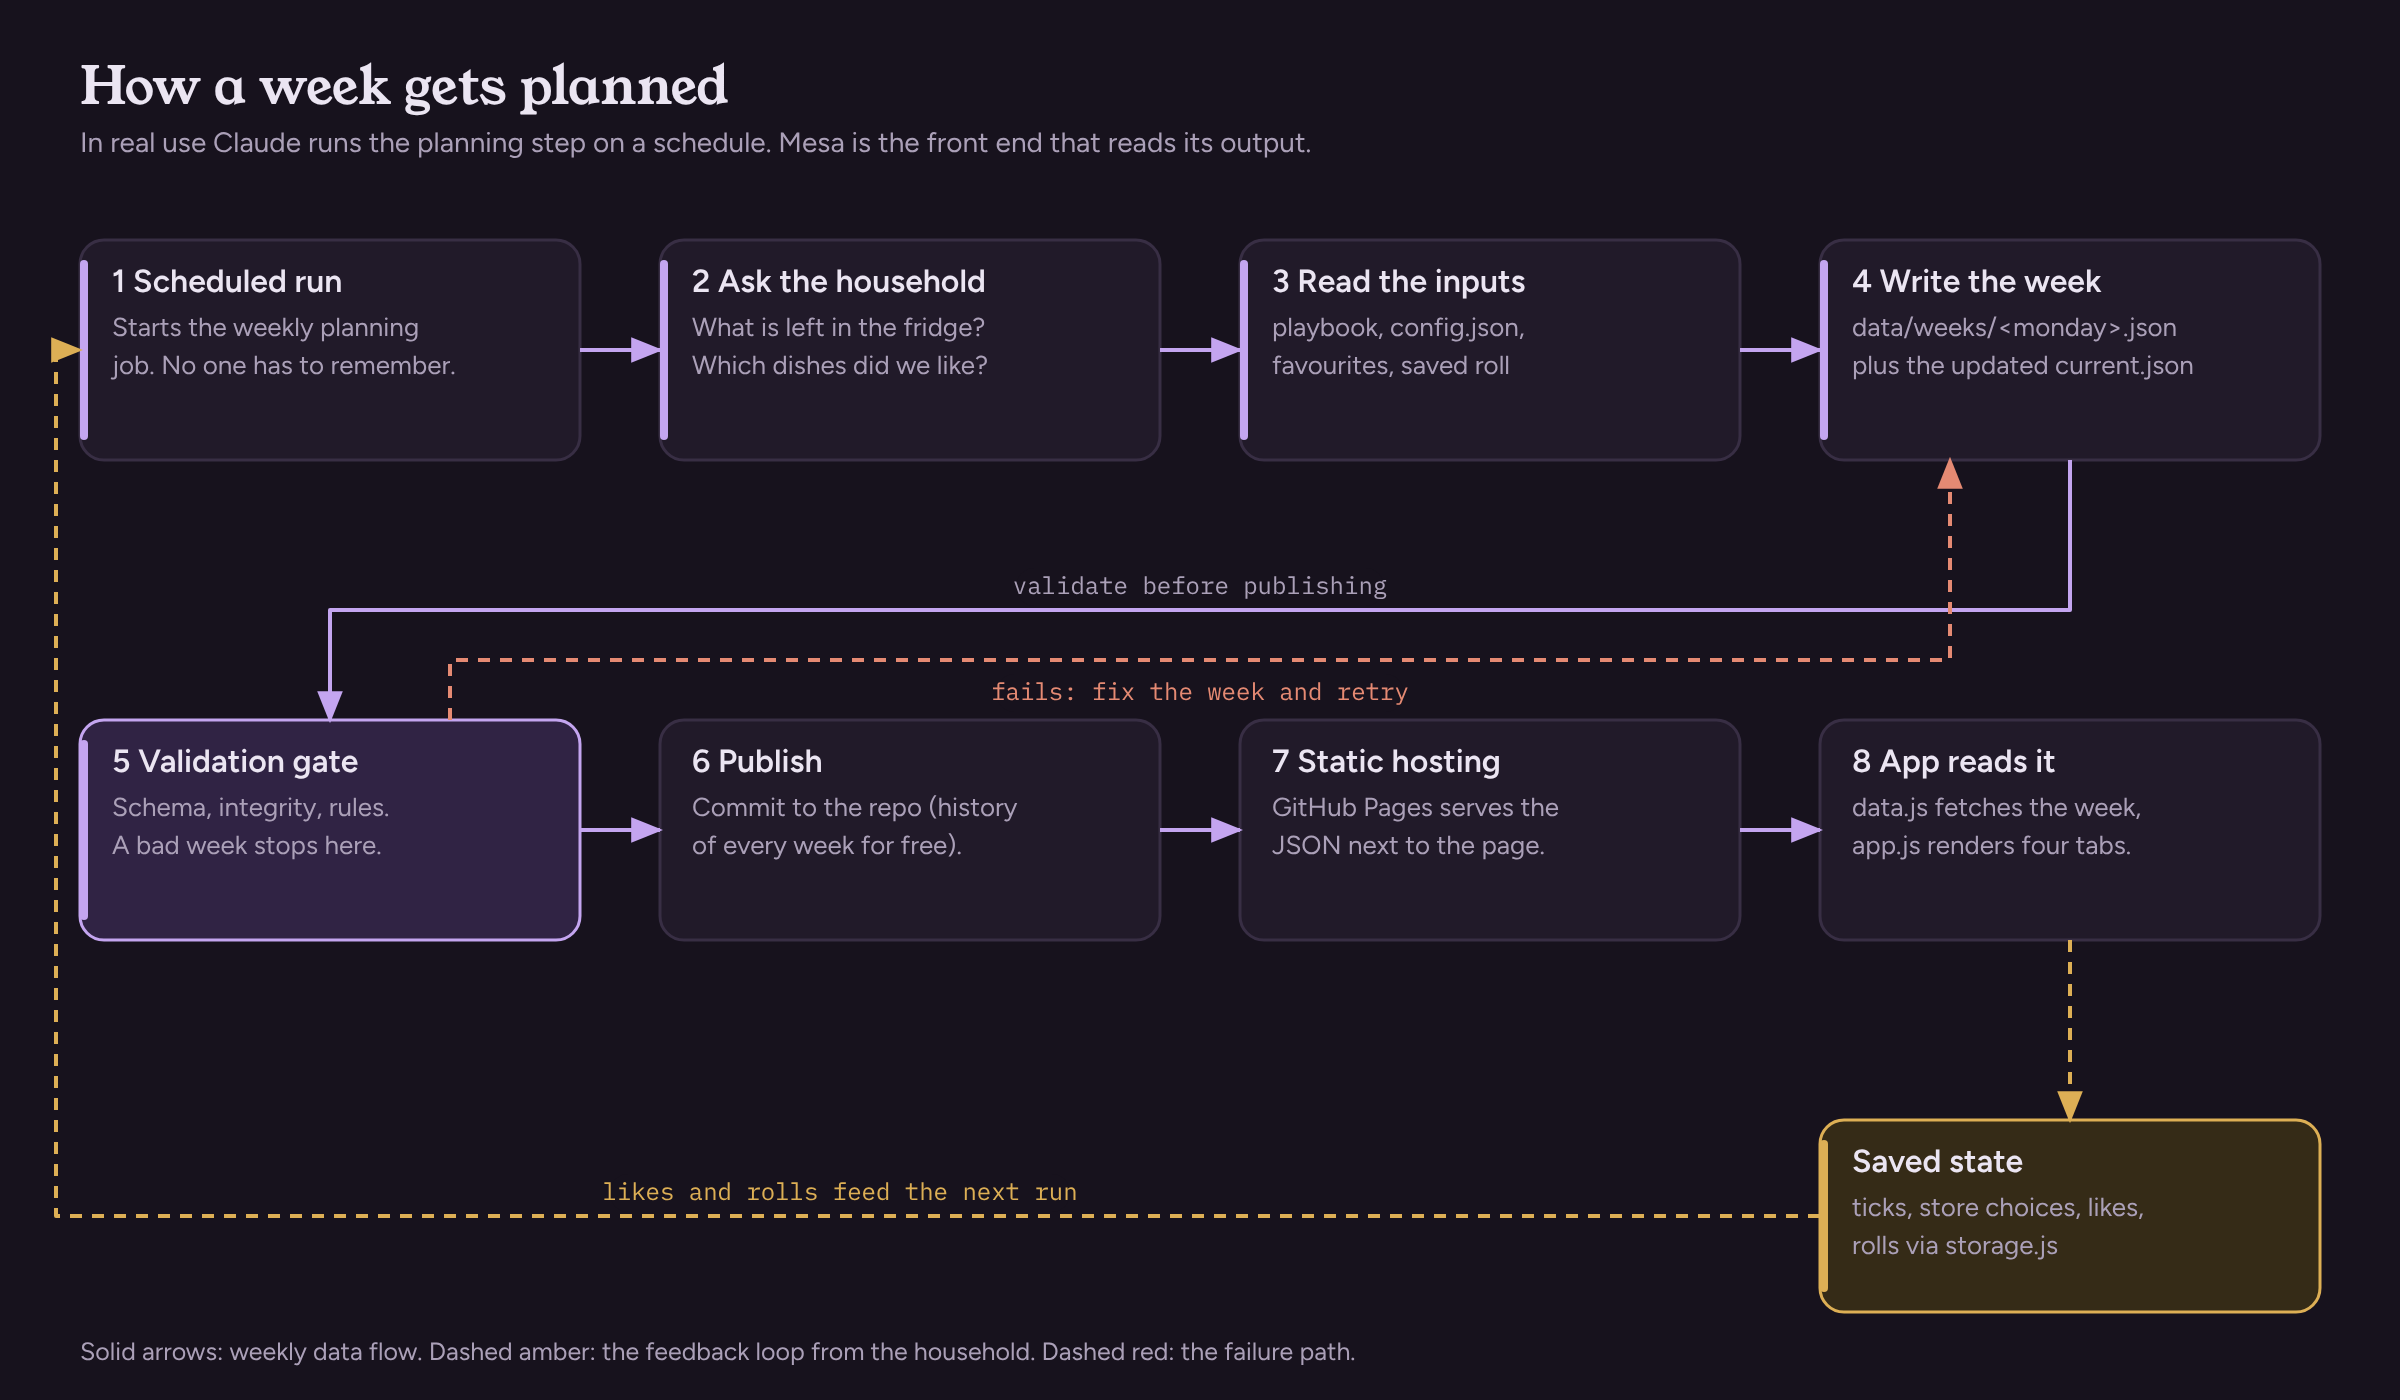 How a week gets planned
In real use Claude runs the planning step on a schedule. Mesa is the front end that reads its output.
1 Scheduled run
Starts the weekly planning
job. No one has to remember.
2 Ask the household
What is left in the fridge?
Which dishes did we like?
3 Read the inputs
playbook, config.json,
favourites, saved roll
4 Write the week
data/weeks/<monday>.json
plus the updated current.json
validate before publishing
fails: fix the week and retry
5 Validation gate
Schema, integrity, rules.
A bad week stops here.
6 Publish
Commit to the repo (history
of every week for free).
7 Static hosting
GitHub Pages serves the
JSON next to the page.
8 App reads it
data.js fetches the week,
app.js renders four tabs.
likes and rolls feed the next run
Saved state
ticks, store choices, likes,
rolls via storage.js
Solid arrows: weekly data flow. Dashed amber: the feedback loop from the household. Dashed red: the failure path.